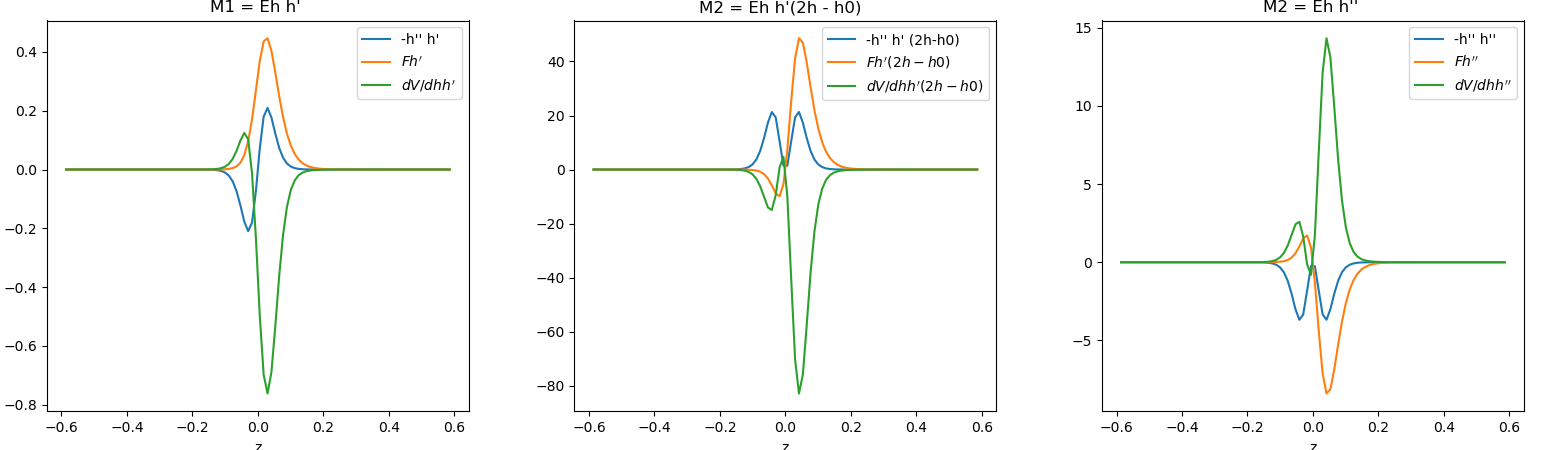 M1 = Eh h'
-h'' h'
Fh′
dV/dhh′
0.4
0.2
0.0
−0.2
−0.4
−0.6
−0.8
−0.6 −0.4 −0.2 0.0 0.2 0.4 0.6
z
M2 = Eh h'(2h - h0)
-h'' h' (2h-h0)
Fh′(2h − h0)
dV/dhh′(2h − h0)
40
20
0
−20
−40
−60
−80
−0.6 −0.4 −0.2 0.0 0.2 0.4 0.6
z
M2 = Eh h''
-h'' h''
Fh′′
dV/dhh′′
15
10
5
0
−5
−0.6 −0.4 −0.2 0.0 0.2 0.4 0.6
z